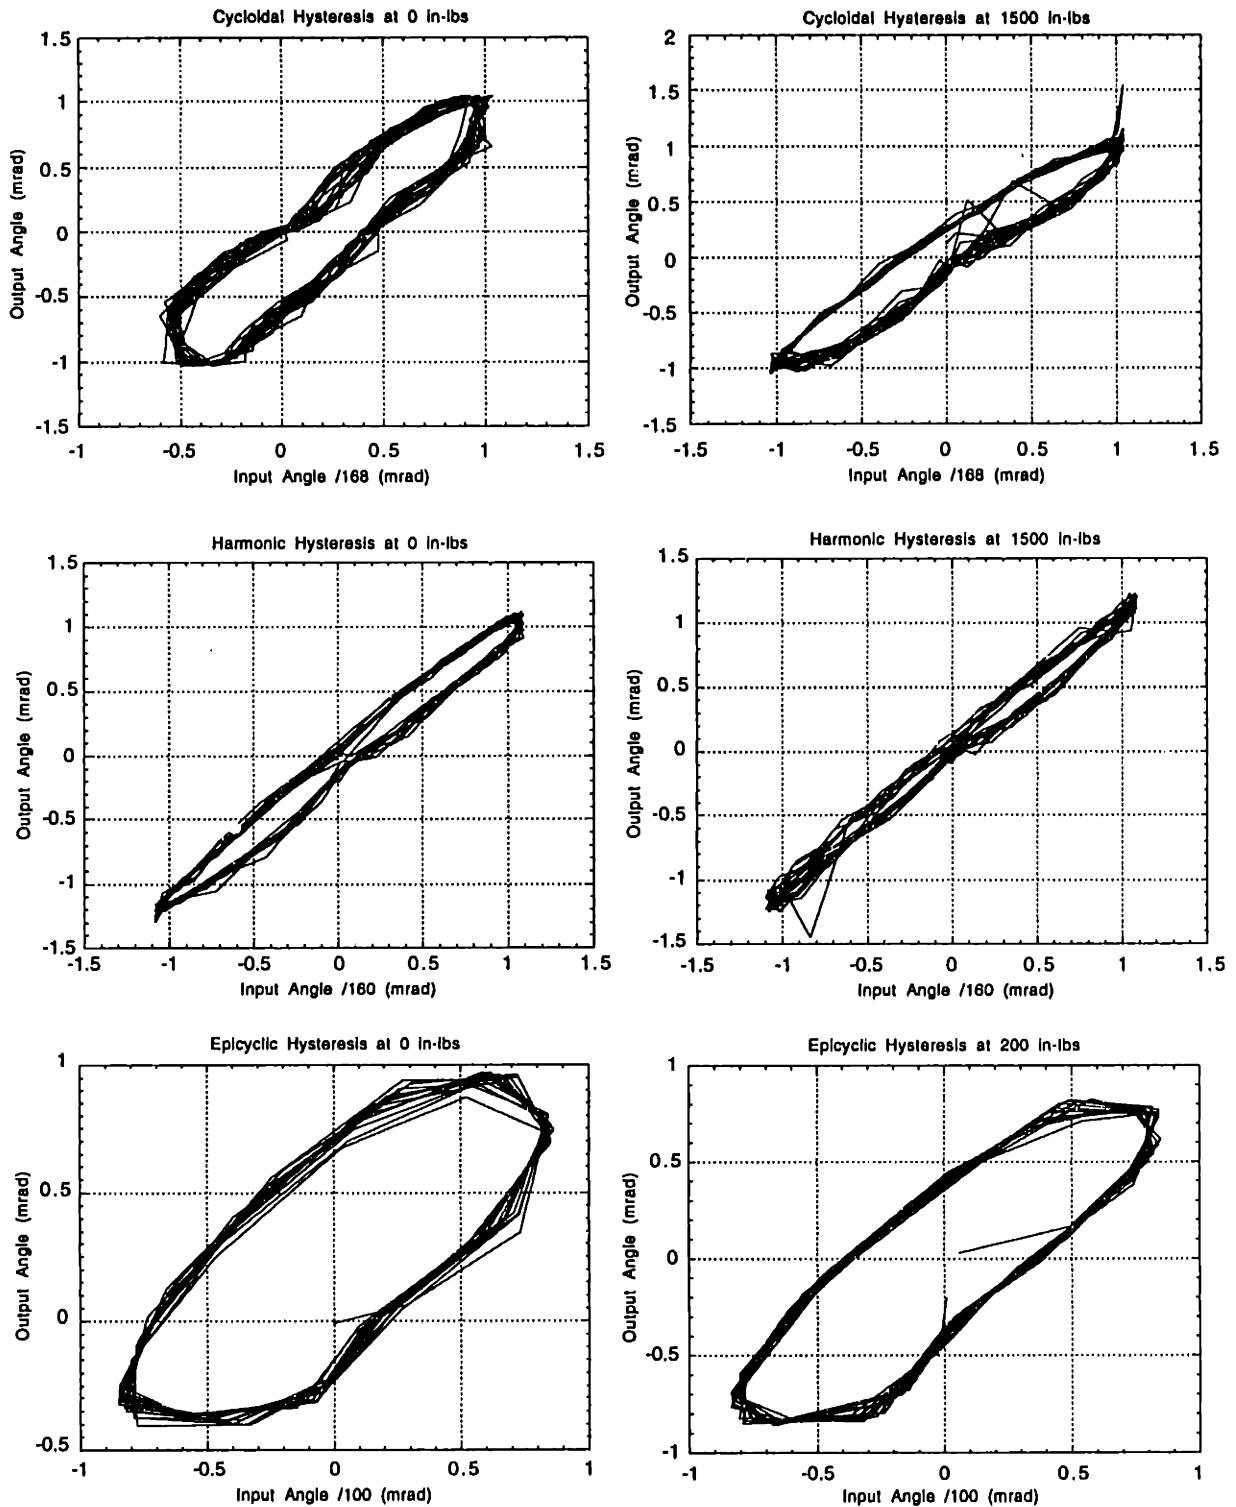 Cycloidal Hysteresis at 0 in-lbs
1.5
1
0.5
0
-0.5
-1
-1.5
Output Angle (mrad)
-1 -0.5 0 0.5 1 1.5
Input Angle /168 (mrad)
Cycloidal Hysteresis at 1500 in-lbs
2
1.5
1
0.5
0
-0.5
-1
-1.5
Output Angle (mrad)
-1.5 -1 -0.5 0 0.5 1 1.5
Input Angle /168 (mrad)
Harmonic Hysteresis at 0 in-lbs
1.5
1
0.5
0
-0.5
-1
-1.5
Output Angle (mrad)
-1.5 -1 -0.5 0 0.5 1 1.5
Input Angle /160 (mrad)
Harmonic Hysteresis at 1500 in-lbs
1.5
1
0.5
0
-0.5
-1
-1.5
Output Angle (mrad)
-1.5 -1 -0.5 0 0.5 1 1.5
Input Angle /160 (mrad)
Epicyclic Hysteresis at 0 in-lbs
1
0.5
0
-0.5
Output Angle (mrad)
-1 -0.5 0 0.5 1
Input Angle /100 (mrad)
Epicyclic Hysteresis at 200 in-lbs
1
0.5
0
-0.5
-1
Output Angle (mrad)
-1 -0.5 0 0.5 1
Input Angle /100 (mrad)